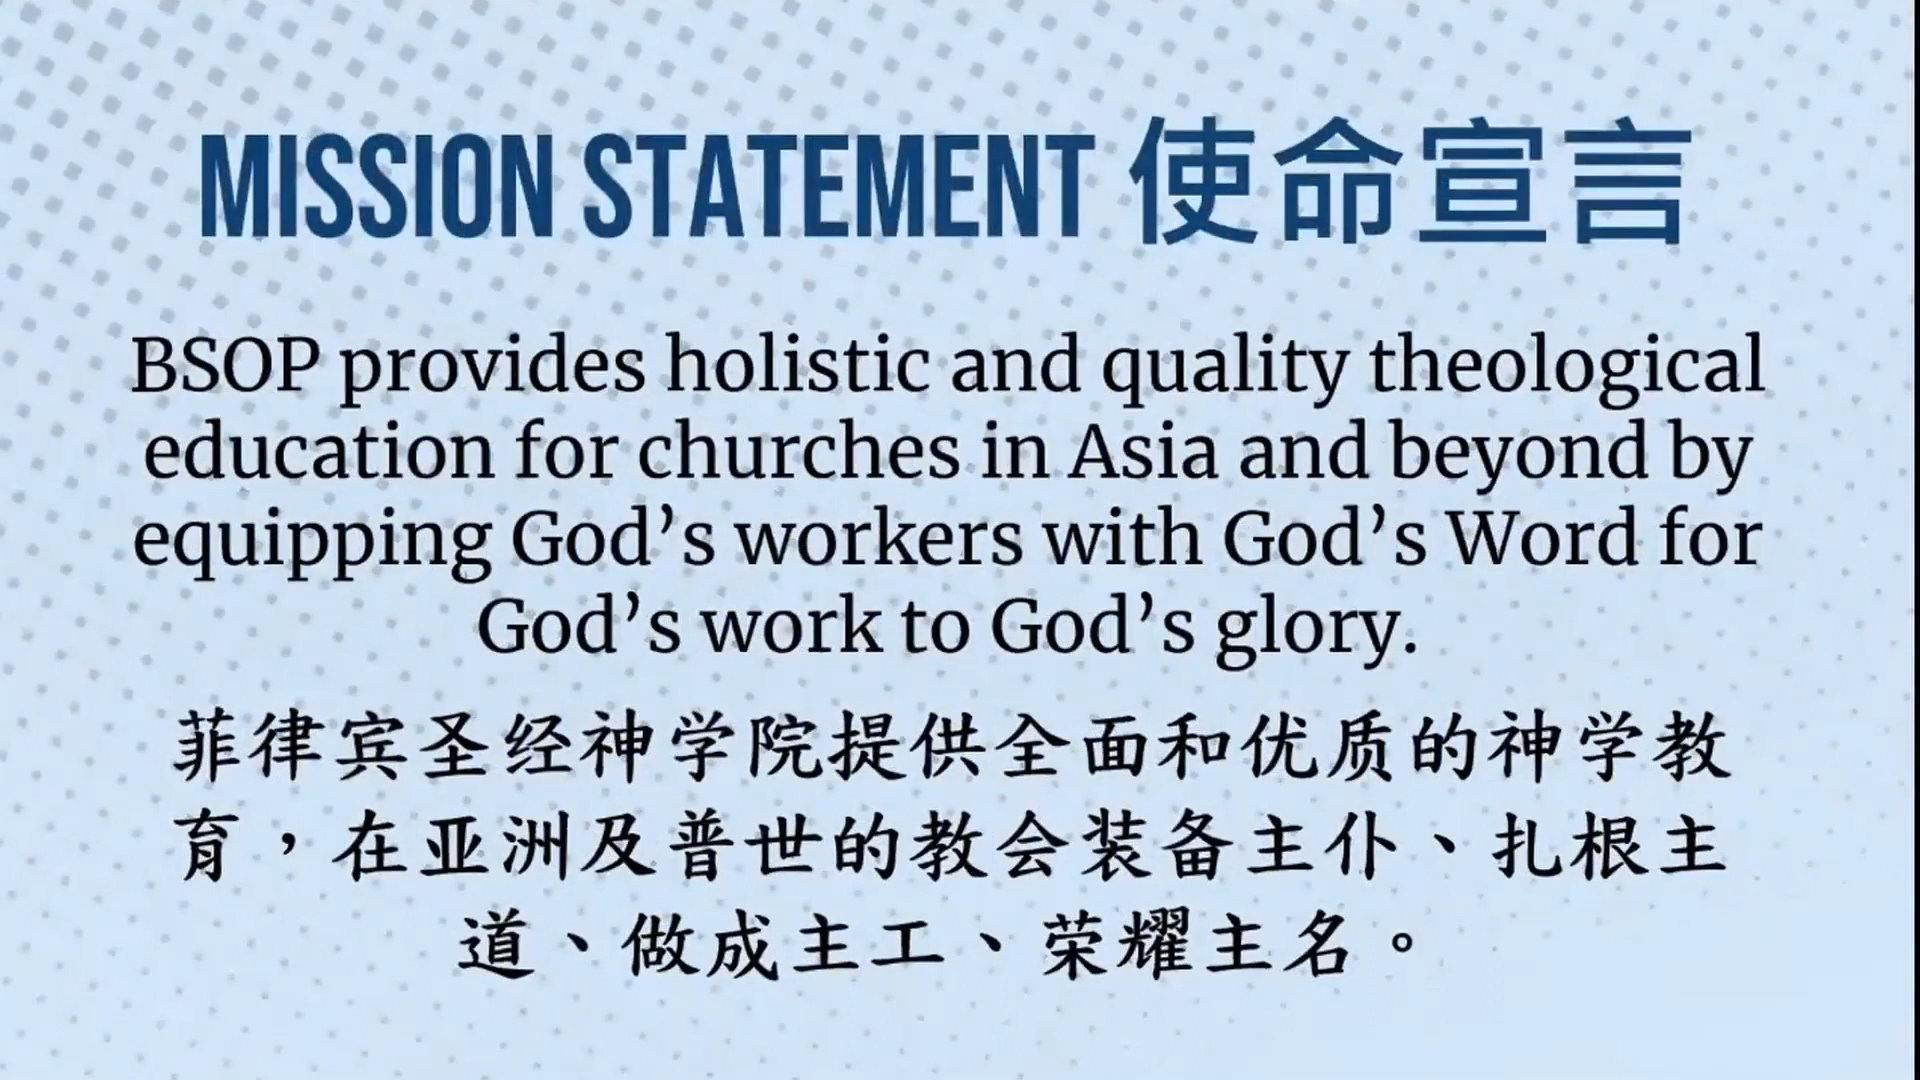 MISSION STATEMENT 使命宣言
BSOP provides holistic and quality theological
education for churches in Asia and beyond by
equipping God’s workers with God’s Word for
God’s work to God’s glory.
菲律宾圣经神学院提供全面和优质的神学教
育，在亚洲及普世的教会装备主仆、扎根主
道、做成主工、荣耀主名。